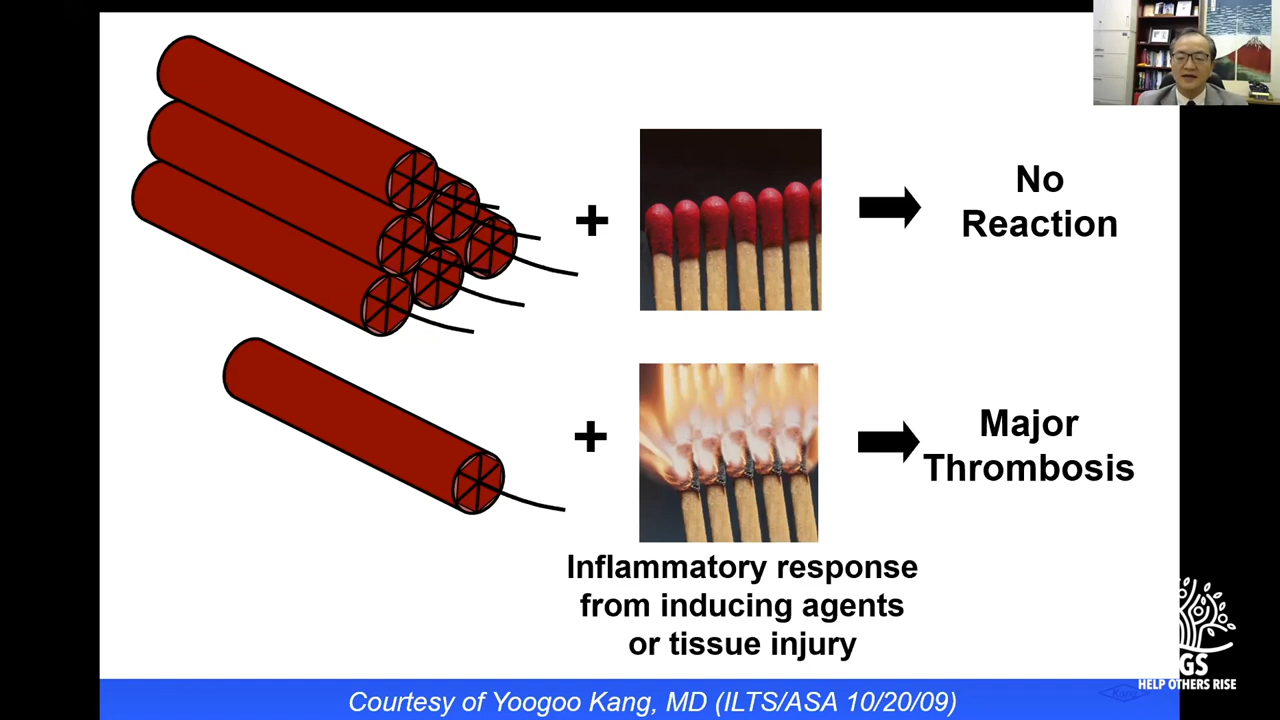 No
Reaction
+
+
Major
Thrombosis
Inflammatory response
from inducing agents
or tissue injury
Courtesy of Yoogoo Kang, MD (ILTS/ASA 10/20/09)
GS
HELP OTHERS RISE